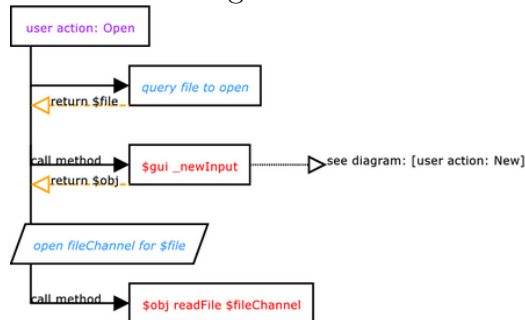 user action: Open
query file to open
return $file
call method
$gui _newInput
see diagram: [user action: New]
return $obj
open fileChannel for $file
call method
$obj readFile $fileChannel